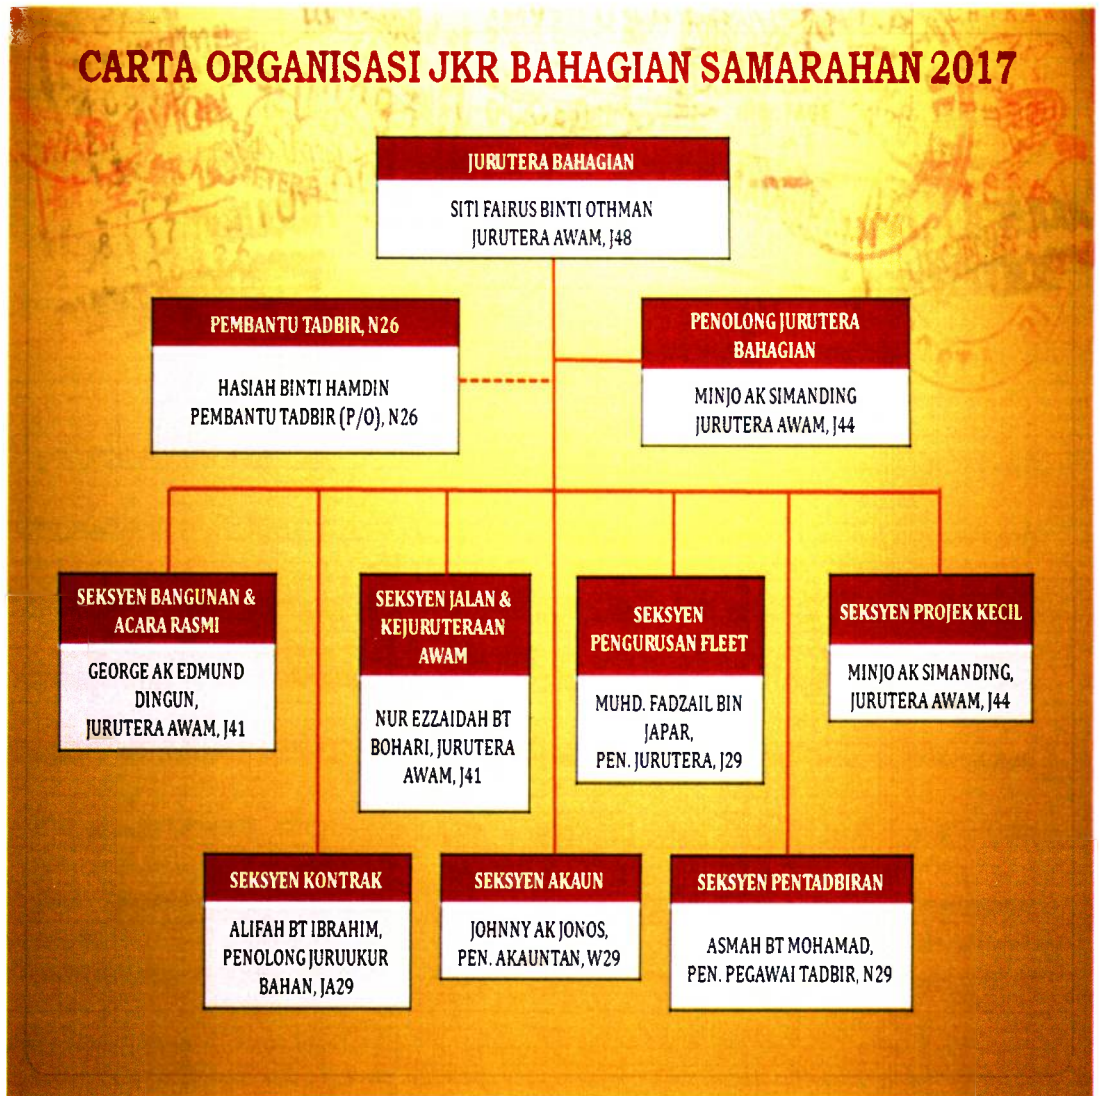 CARTA ORGANISASI JKR BAHAGIAN SAMARAHAN 2017
JURUTERA BAHAGIAN
SITI FAIRUS BINTI OTHMAN
JURUTERA AWAM, J48
PEMBANTU TADBIR, N26
HASIAH BINTI HAMDIN
PEMBANTU TADBIR (P/O), N26
PENOLONG JURUTERA
BAHAGIAN
MINJO AK SIMANDING
JURUTERA AWAM, J44
SEKSYEN BANGUNAN &
ACARA RASMI
GEORGE AK EDMUND
DINGUN,
JURUTERA AWAM, J41
SEKSYEN JALAN &
KEJURUTERAAN
AWAM
NUR EZZAIDAH BT
BOHARI, JURUTERA
AWAM, J41
SEKSYEN
PENGURUSAN FLEET
MUHD. FADZAIL BIN
JAPAR,
PEN. JURUTERA, J29
SEKSYEN PROJEK KECIL
MINJO AK SIMANDING,
JURUTERA AWAM, J44
SEKSYEN KONTRAK
ALIFAH BT IBRAHIM,
PENOLONG JURUUKUR
BAHAN, JA29
SEKSYEN AKAUN
JOHNNY AK JONOS,
PEN. AKAUNTAN, W29
SEKSYEN PENTADBIRAN
ASMAH BT MOHAMAD,
PEN. PEGAWAI TADBIR, N29
PAR AVION